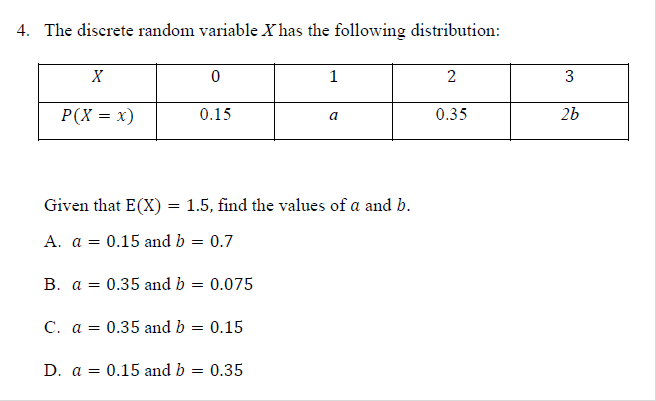 4. The discrete random variable X has the following distribution:
X 0 1 2 3
P(X = x) 0.15 a 0.35 2b
Given that E(X) = 1.5, find the values of a and b.
A. a = 0.15 and b = 0.7
B. a = 0.35 and b = 0.075
C. a = 0.35 and b = 0.15
D. a = 0.15 and b = 0.35